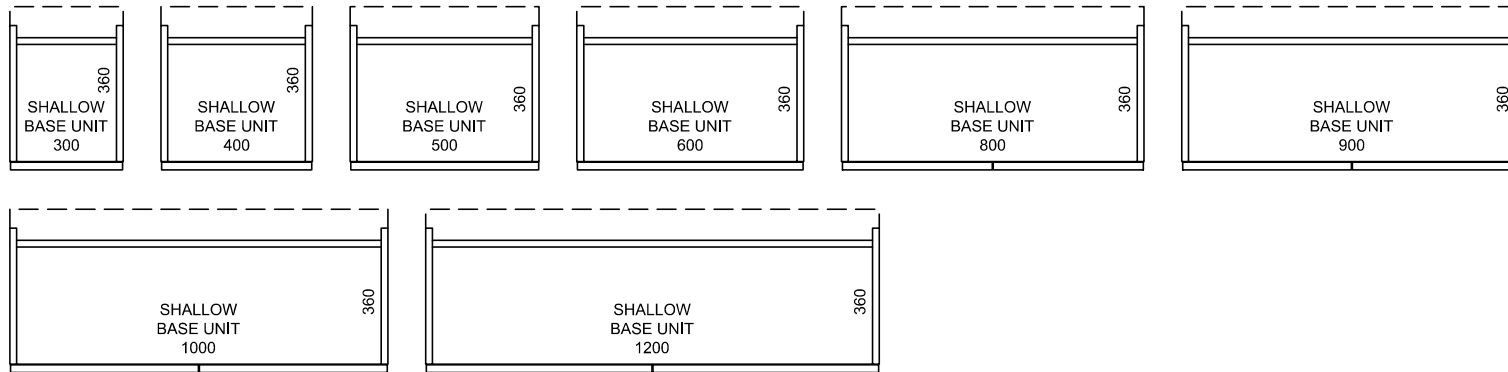 360
SHALLOW
BASE UNIT
300
360
SHALLOW
BASE UNIT
400
360
SHALLOW
BASE UNIT
500
360
SHALLOW
BASE UNIT
600
360
SHALLOW
BASE UNIT
800
360
SHALLOW
BASE UNIT
900
360
SHALLOW
BASE UNIT
1000
360
SHALLOW
BASE UNIT
1200